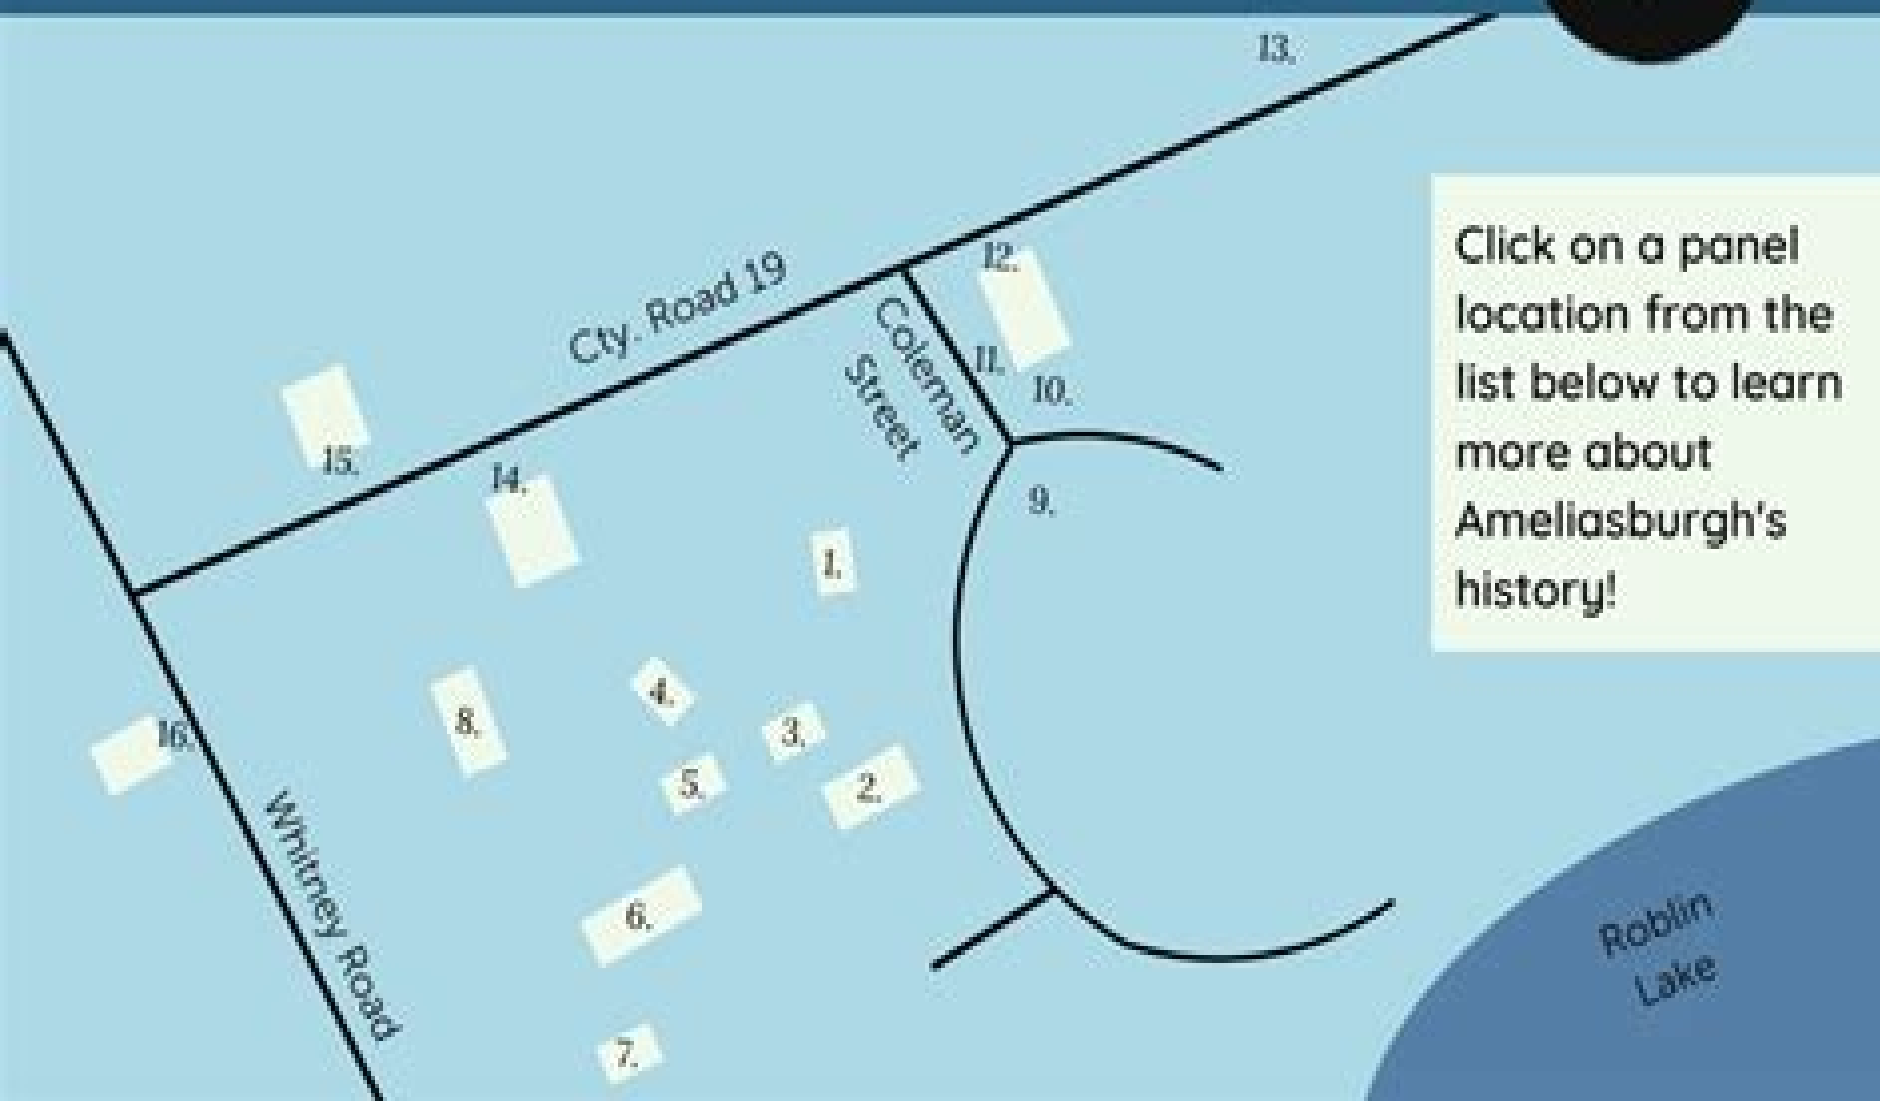 13.
12.
Cty. Road 19
Coleman
Street
11.
10.
15.
14.
9.
1.
4.
8.
3.
16.
5.
2.
6.
7.
Whitney Road
Click on a panel
location from the
list below to learn
more about
Ameliasburgh's
history!
Roblin
Lake